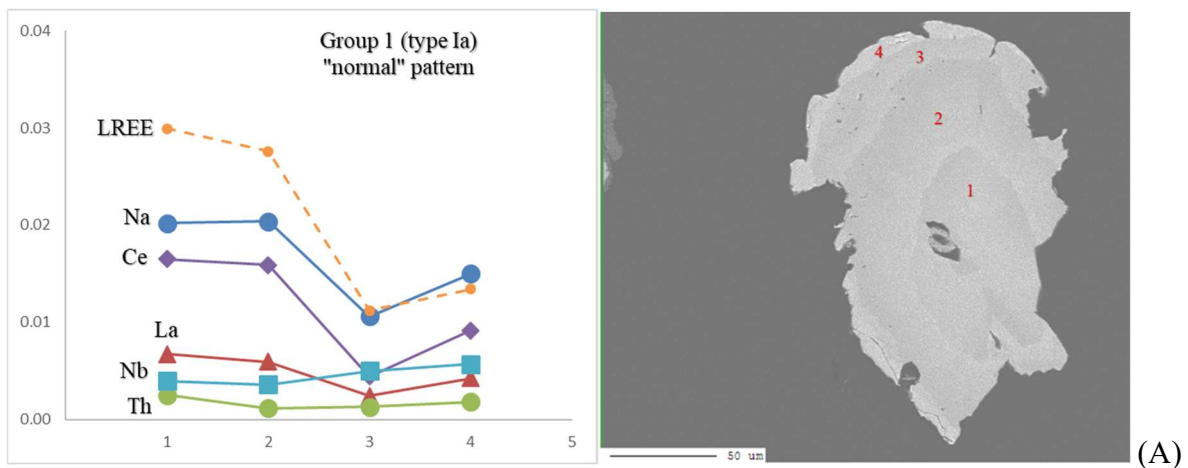 0.04
0.03
0.02
0.01
0.00
1 2 3 4 5
Group 1 (type Ia)
"normal" pattern
LREE
Na
Ce
La
Nb
Th
4
3
2
1
50 um
(A)